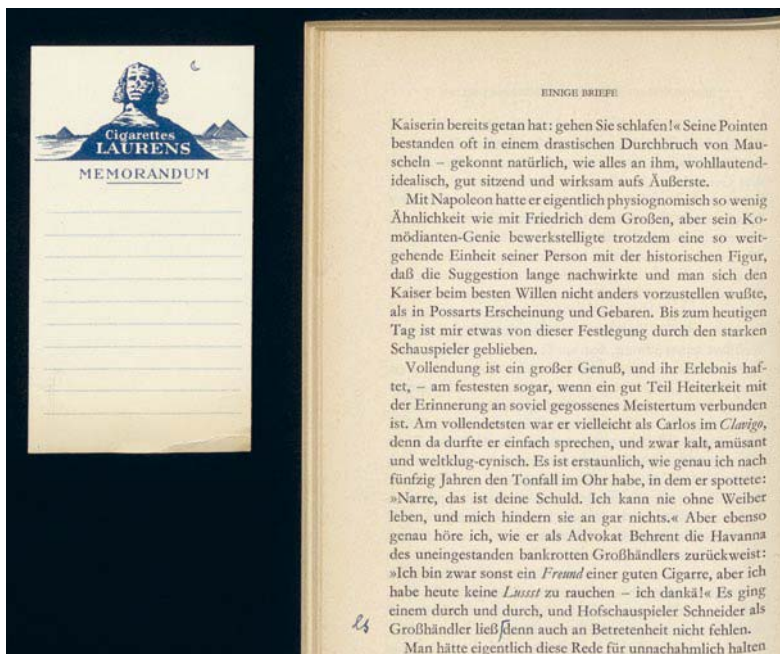 Cigarettes
LAURENS
MEMORANDUM
EINIGE BRIEFE
Kaiserin bereits getan hat: gehen Sie schlafen!« Seine Pointen
bestanden oft in einem drastischen Durchbruch von Mau-
scheln – gekonnt natürlich, wie alles an ihm, wohllautend-
idealisch, gut sitzend und wirksam aufs Äußerste.
Mit Napoleon hatte er eigentlich physiognomisch so wenig
Ähnlichkeit wie mit Friedrich dem Großen, aber sein Ko-
mödianten-Genie bewerkstelligte trotzdem eine so weit-
gehende Einheit seiner Person mit der historischen Figur,
daß die Suggestion lange nachwirkte und man sich den
Kaiser beim besten Willen nicht anders vorzustellen wußte,
als in Possarts Erscheinung und Gebaren. Bis zum heutigen
Tag ist mir etwas von dieser Festlegung durch den starken
Schauspieler geblieben.
Vollendung ist ein großer Genuß, und ihr Erlebnis haf-
tet, – am festesten sogar, wenn ein gut Teil Heiterkeit mit
der Erinnerung an soviel gegossenes Meistertum verbunden
ist. Am vollendetsten war er vielleicht als Carlos im Clavigo,
denn da durfte er einfach sprechen, und zwar kalt, amüsant
und weltklug-cynisch. Es ist erstaunlich, wie genau ich nach
fünfzig Jahren den Tonfall im Ohr habe, in dem er spottete:
»Narre, das ist deine Schuld. Ich kann nie ohne Weiber
leben, und mich hindern sie an gar nichts.« Aber ebenso
genau höre ich, wie er als Advokat Behrent die Havanna
des uneingestanden bankrotten Großhändlers zurückweist:
»Ich bin zwar sonst ein Freund einer guten Cigarre, aber ich
habe heute keine Lussst zu rauchen – ich dankä!« Es ging
einem durch und durch, und Hofschauspieler Schneider als
es Großhändler ließ denn auch an Betretenheit nicht fehlen.
Man hätte eigentlich diese Rede für unnachahmlich halten